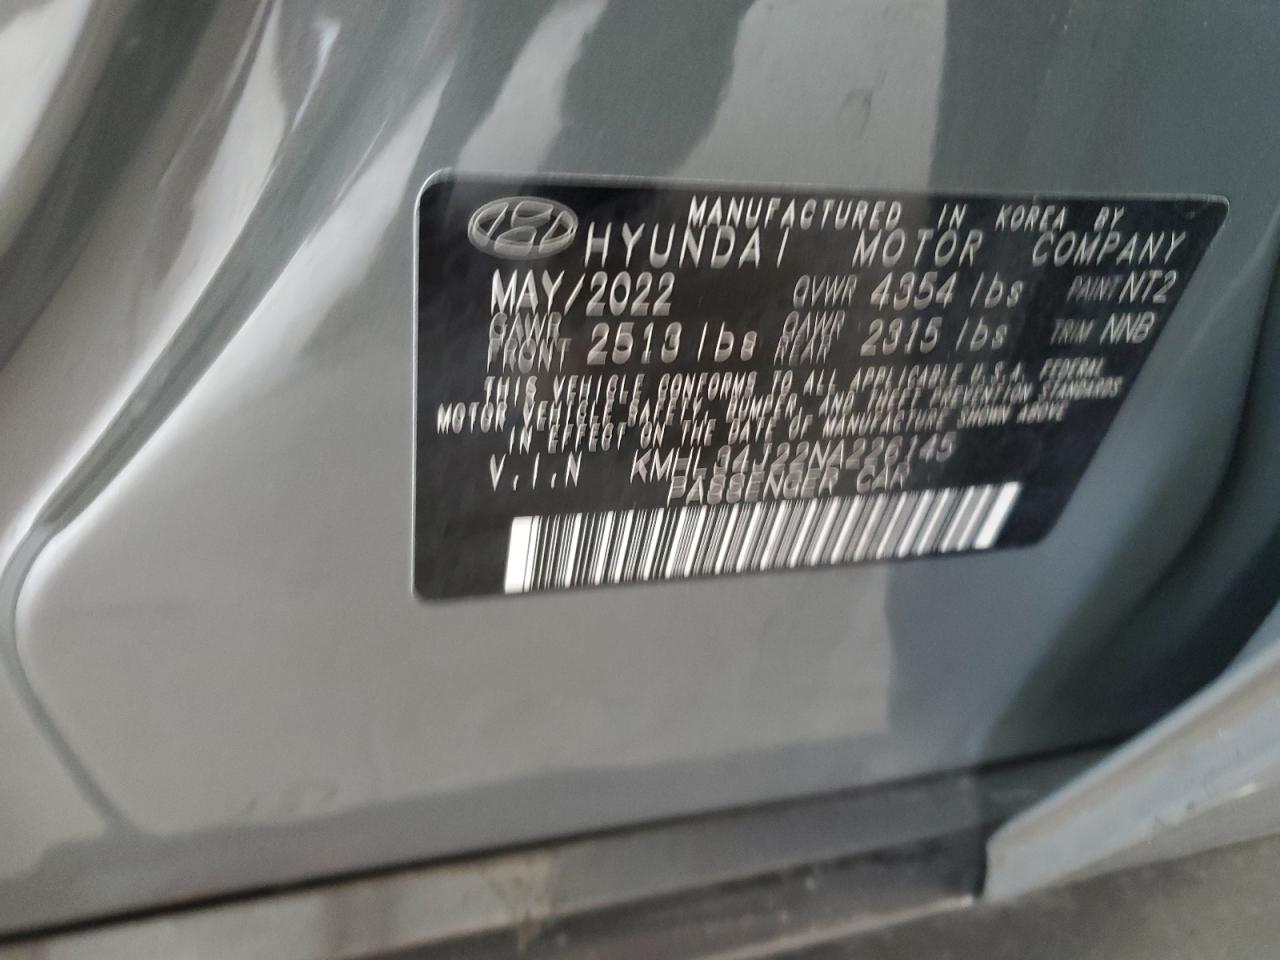 MANUFACTURED IN KOREA BY
HYUNDAI MOTOR COMPANY
MAY/2022 GVWR 4354 lbs PAINT NT2
GAWR FRONT 2513 lbs GAWR REAR 2315 lbs TRIM NNB
THIS VEHICLE CONFORMS TO ALL APPLICABLE U.S.A. FEDERAL
MOTOR VEHICLE SAFETY, BUMPER, AND THEFT PREVENTION STANDARDS
IN EFFECT ON THE DATE OF MANUFACTURE SHOWN ABOVE
V.I.N KMHL34J22NA226145
PASSENGER CAR